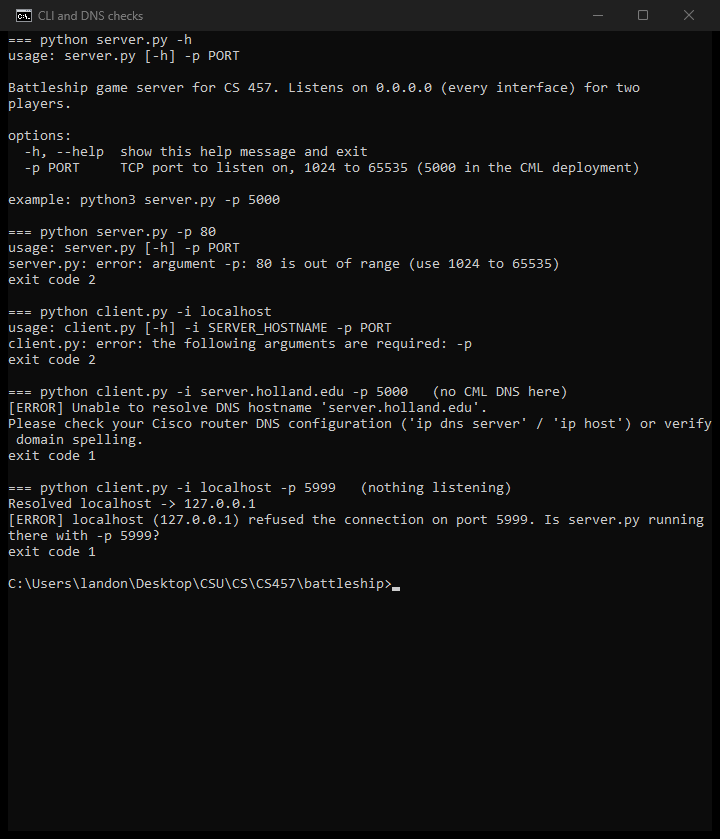 CLI and DNS checks
=== python server.py -h
usage: server.py [-h] -p PORT
Battleship game server for CS 457. Listens on 0.0.0.0 (every interface) for two
players.
options:
  -h, --help  show this help message and exit
  -p PORT     TCP port to listen on, 1024 to 65535 (5000 in the CML deployment)
example: python3 server.py -p 5000
=== python server.py -p 80
usage: server.py [-h] -p PORT
server.py: error: argument -p: 80 is out of range (use 1024 to 65535)
exit code 2
=== python client.py -i localhost
usage: client.py [-h] -i SERVER_HOSTNAME -p PORT
client.py: error: the following arguments are required: -p
exit code 2
=== python client.py -i server.holland.edu -p 5000   (no CML DNS here)
[ERROR] Unable to resolve DNS hostname 'server.holland.edu'.
Please check your Cisco router DNS configuration ('ip dns server' / 'ip host') or verify
 domain spelling.
exit code 1
=== python client.py -i localhost -p 5999   (nothing listening)
Resolved localhost -> 127.0.0.1
[ERROR] localhost (127.0.0.1) refused the connection on port 5999. Is server.py running
there with -p 5999?
exit code 1
C:\Users\landon\Desktop\CSU\CS\CS457\battleship>